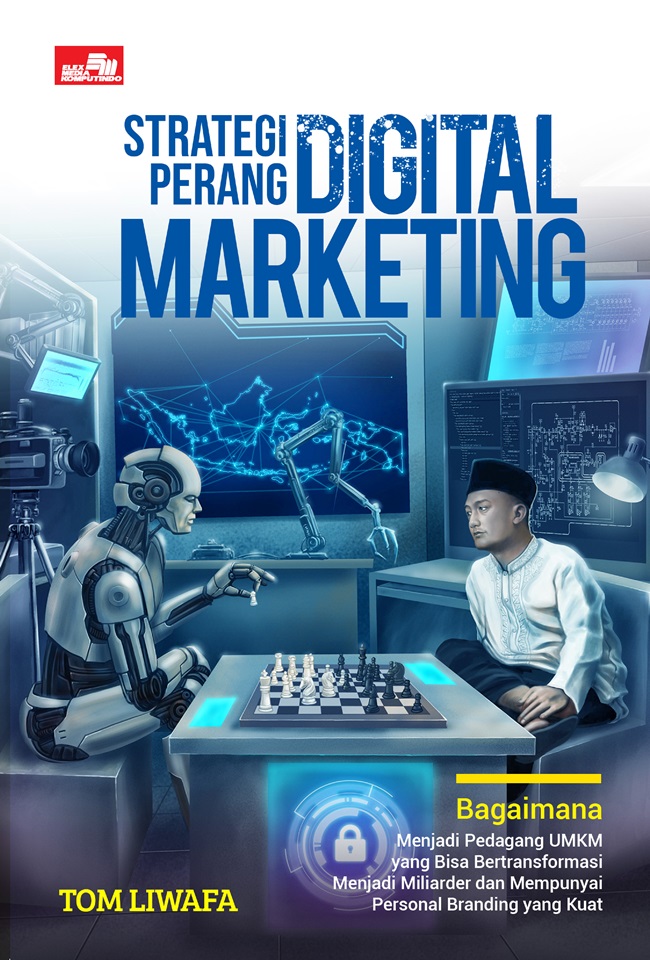 ELEX
MEDIA
KOMPUTINDO
STRATEGI
PERANG
DIGITAL
MARKETING
Bagaimana
Menjadi Pedagang UMKM
yang Bisa Bertransformasi
Menjadi Miliarder dan Mempunyai
Personal Branding yang Kuat
TOM LIWAFA